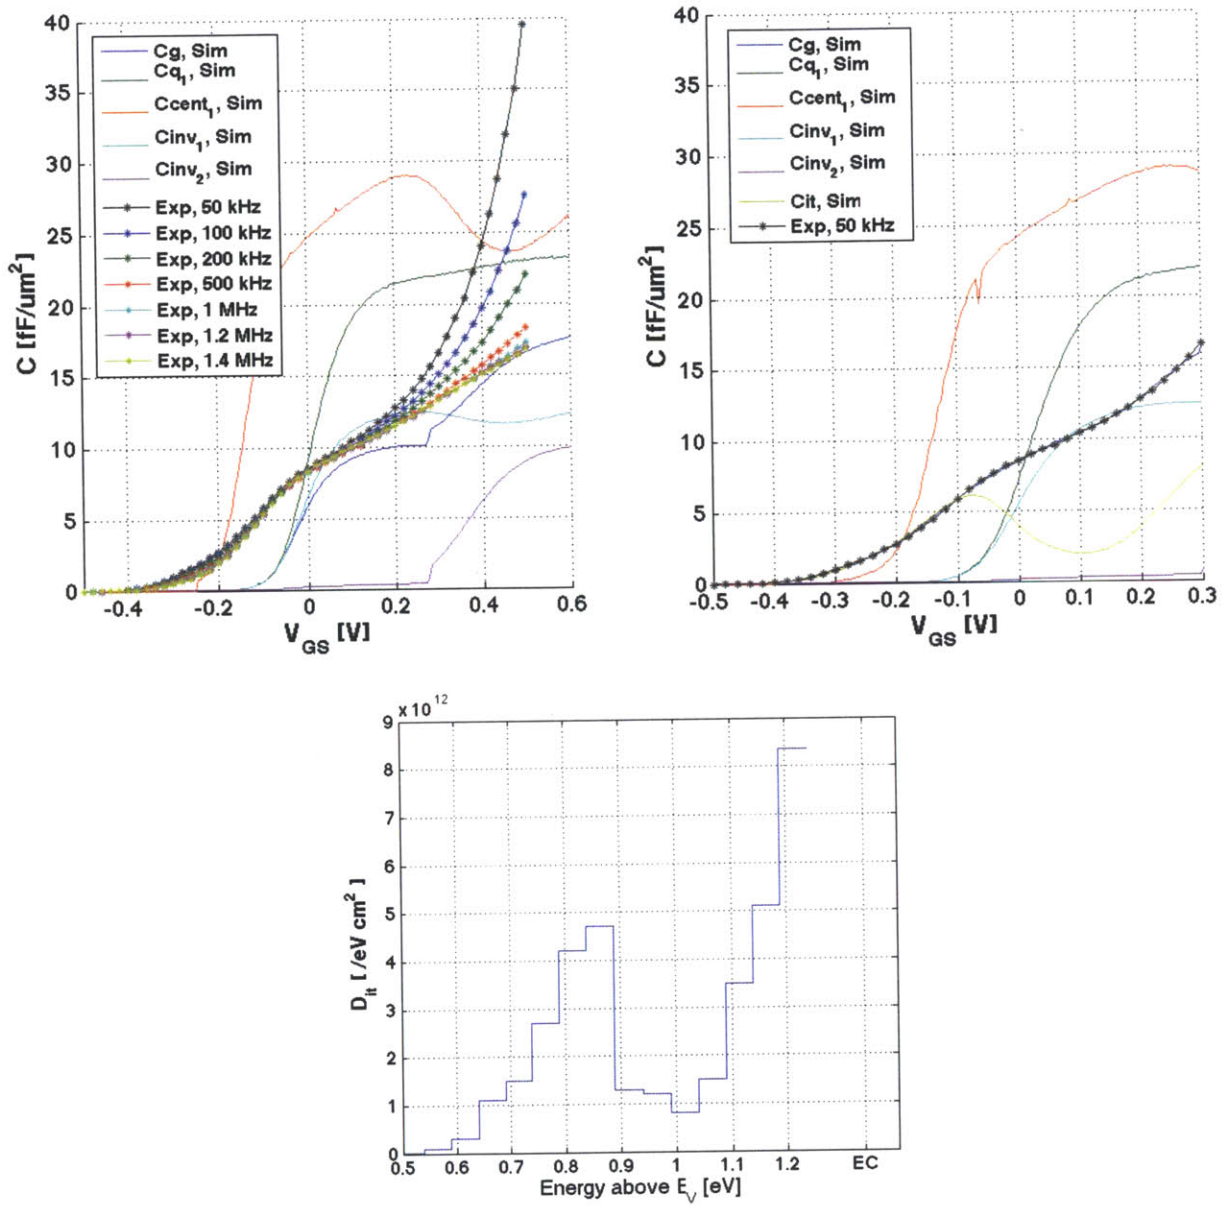 40
35
30
25
20
15
10
5
0
C [fF/um²]
Cg, Sim
Cq₁, Sim
Ccent₁, Sim
Cinv₁, Sim
Cinv₂, Sim
Exp, 50 kHz
Exp, 100 kHz
Exp, 200 kHz
Exp, 500 kHz
Exp, 1 MHz
Exp, 1.2 MHz
Exp, 1.4 MHz
-0.4 -0.2 0 0.2 0.4 0.6
V_GS [V]
40
35
30
25
20
15
10
5
0
C [fF/um²]
Cg, Sim
Cq₁, Sim
Ccent₁, Sim
Cinv₁, Sim
Cinv₂, Sim
Cit, Sim
Exp, 50 kHz
-0.5 -0.4 -0.3 -0.2 -0.1 0 0.1 0.2 0.3
V_GS [V]
x 10¹²
9
8
7
6
5
4
3
2
1
0
D_it [ /eV cm²]
0.5 0.6 0.7 0.8 0.9 1 1.1 1.2 EC
Energy above E_V [eV]